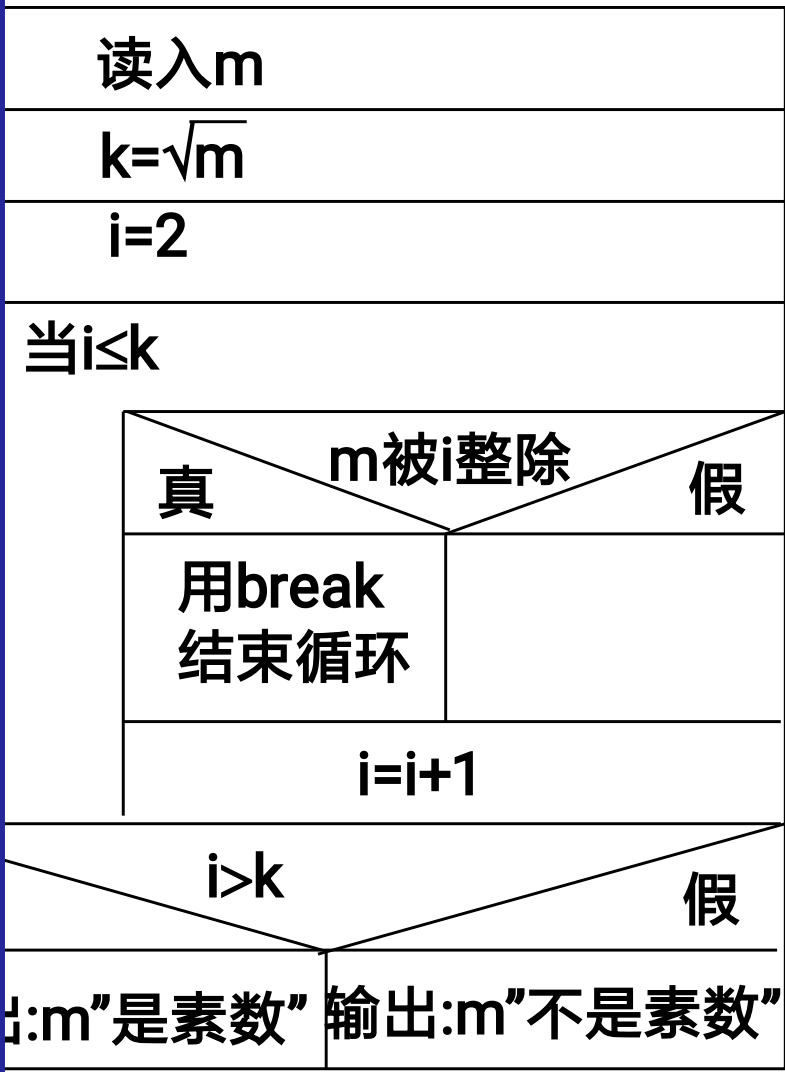 读入m
k=√m
i=2
当i≤k
m被i整除
真
假
用break
结束循环
i=i+1
i>k
假
出:m”是素数”
输出:m”不是素数”